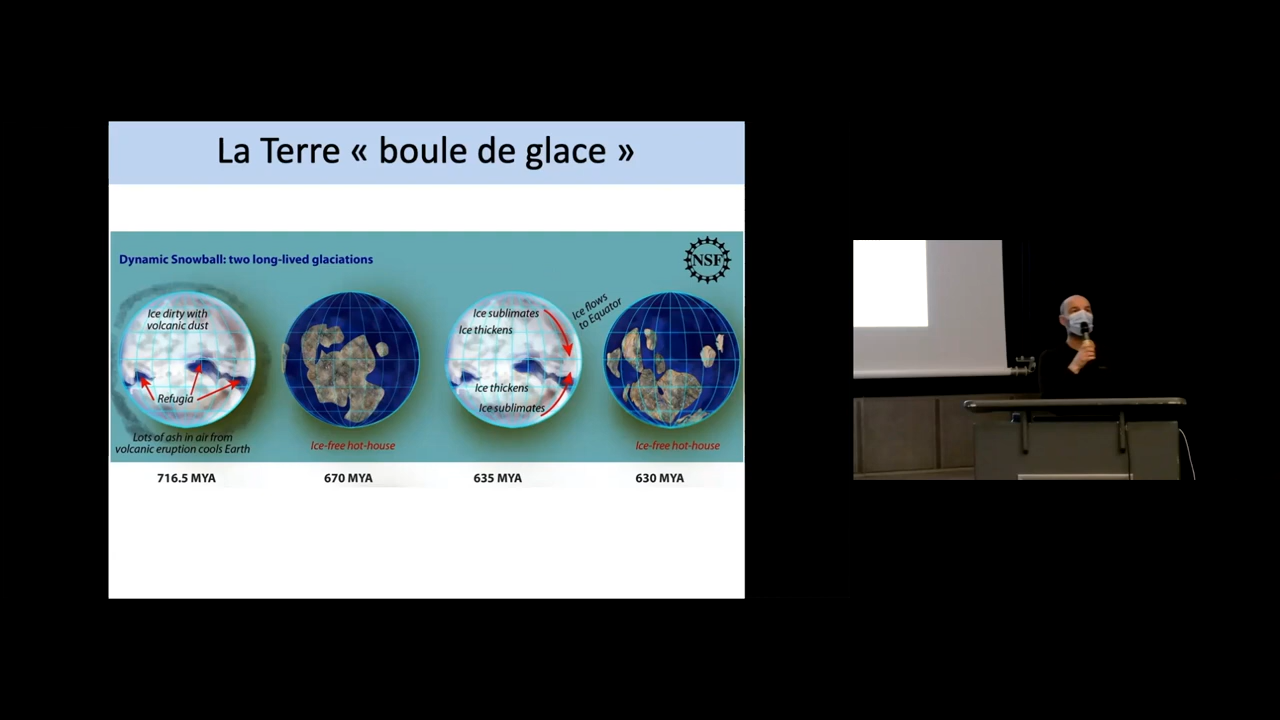 La Terre « boule de glace »
Dynamic Snowball: two long-lived glaciations
NSF
Ice dirty with
volcanic dust
Refugia
Lots of ash in air from
volcanic eruption cools Earth
Ice-free hot-house
Ice sublimates
Ice thickens
Ice thickens
Ice sublimates
Ice flows
to Equator
Ice-free hot-house
716.5 MYA
670 MYA
635 MYA
630 MYA